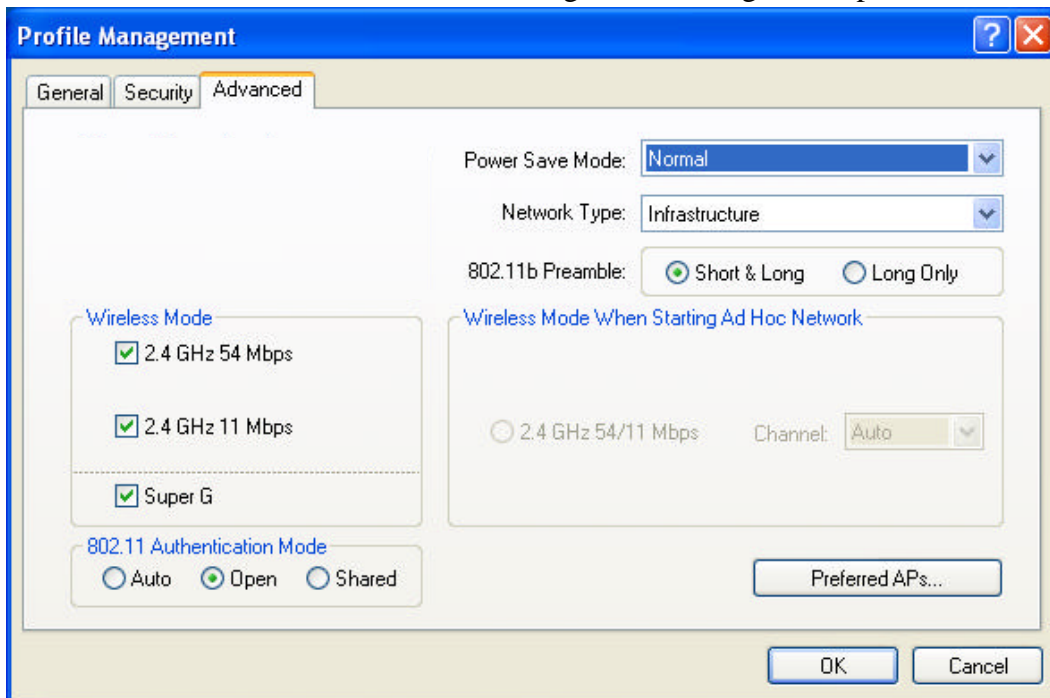 Profile Management
General Security Advanced
Power Save Mode: Normal
Network Type: Infrastructure
802.11b Preamble: Short & Long Long Only
Wireless Mode
2.4 GHz 54 Mbps
2.4 GHz 11 Mbps
Super G
Wireless Mode When Starting Ad Hoc Network
2.4 GHz 54/11 Mbps Channel: Auto
802.11 Authentication Mode
Auto Open Shared
Preferred APs...
OK Cancel